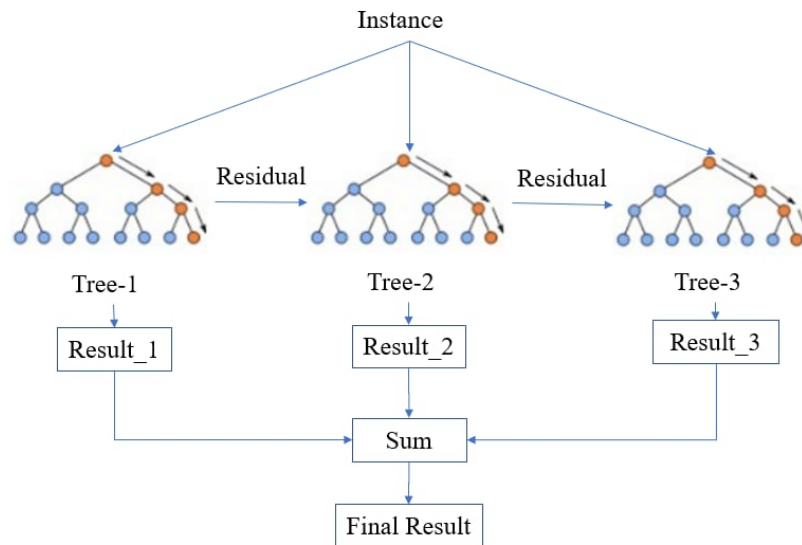 Instance
Residual
Residual
Tree-1
Tree-2
Tree-3
Result_1
Result_2
Result_3
Sum
Final Result